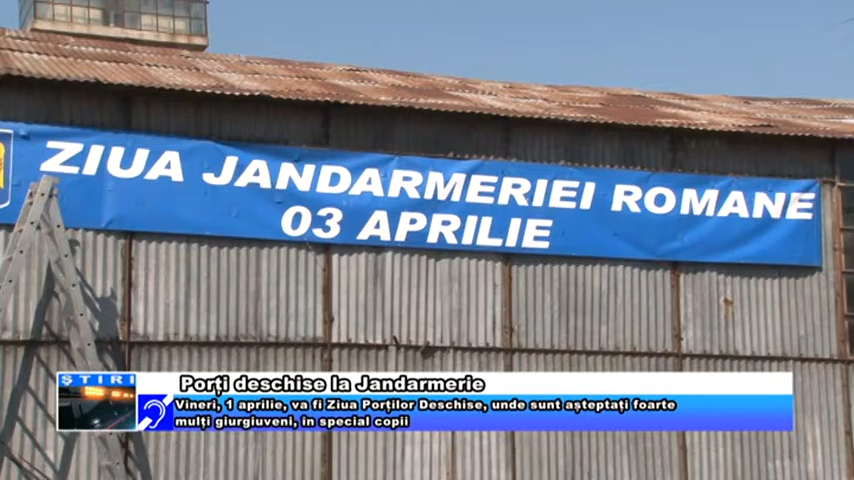 ZIUA JANDARMERIEI ROMANE
03 APRILIE
ȘTIRI
Porți deschise la Jandarmerie
Vineri, 1 aprilie, va fi Ziua Porților Deschise, unde sunt așteptați foarte
mulți giurgiuveni, în special copii